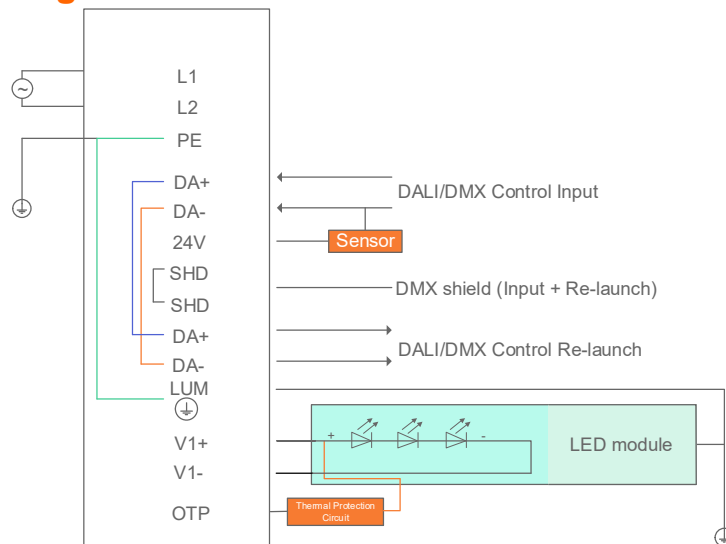 L1
L2
PE
DA+
DA-
24V
SHD
SHD
DA+
DA-
LUM
V1+
V1-
OTP
DALI/DMX Control Input
Sensor
DMX shield (Input + Re-launch)
DALI/DMX Control Re-launch
+
-
LED module
Thermal Protection
Circuit